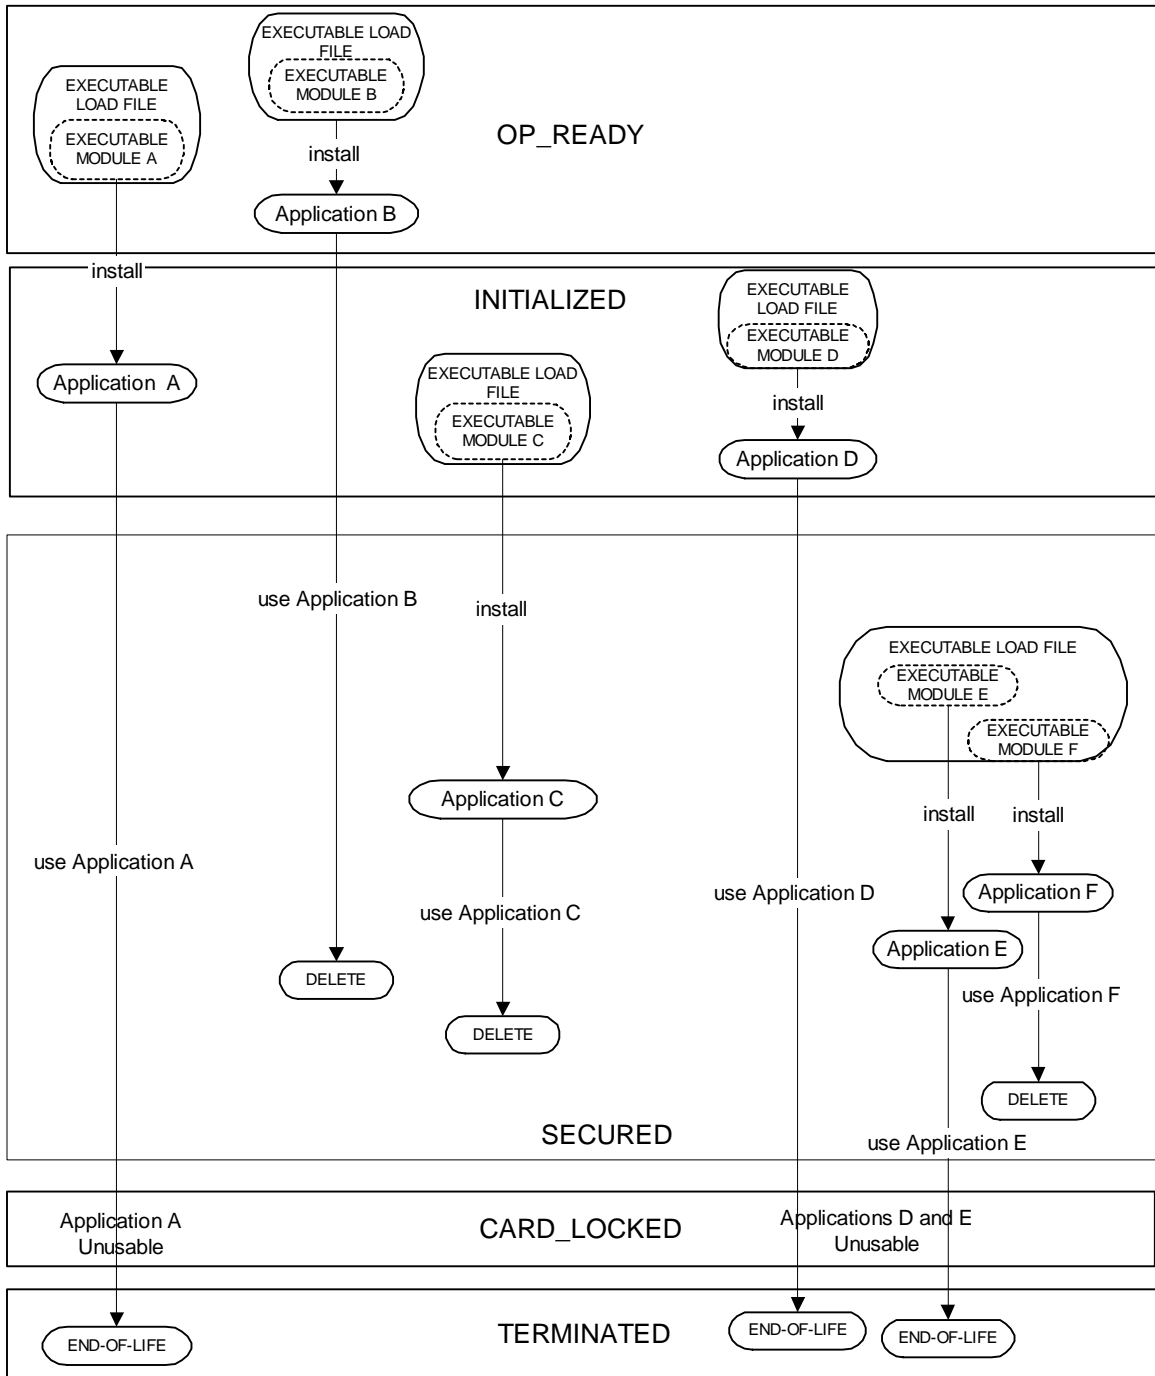 EXECUTABLE LOAD
FILE
EXECUTABLE
MODULE B
EXECUTABLE
LOAD FILE
EXECUTABLE
MODULE A
OP_READY
install
Application B
install
INITIALIZED
EXECUTABLE
LOAD FILE
EXECUTABLE
MODULE D
Application A
EXECUTABLE LOAD
FILE
EXECUTABLE
MODULE C
install
Application D
use Application B
install
EXECUTABLE LOAD FILE
EXECUTABLE
MODULE E
EXECUTABLE
MODULE F
Application C
install
install
use Application A
use Application D
Application F
use Application C
Application E
DELETE
use Application F
DELETE
DELETE
SECURED
use Application E
Application A
Unusable
CARD_LOCKED
Applications D and E
Unusable
END-OF-LIFE
TERMINATED
END-OF-LIFE
END-OF-LIFE